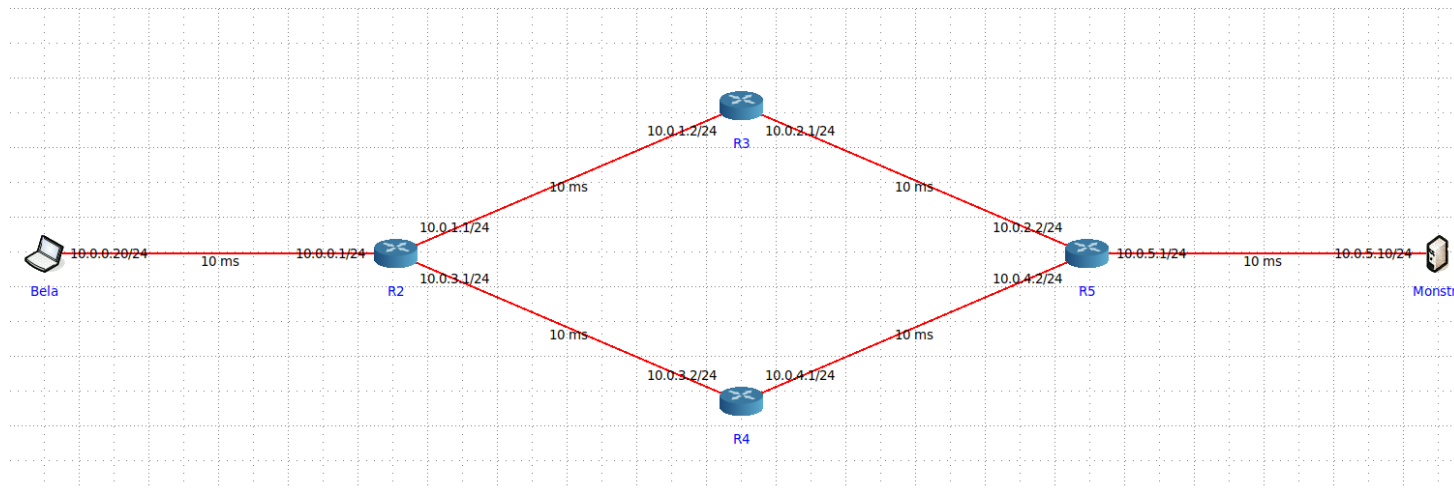 10.0.1.2/24
10.0.2.1/24
R3
10 ms
10 ms
10.0.1.1/24
10.0.2.2/24
10.0.0.20/24
10 ms
10.0.0.1/24
10.0.5.1/24
10 ms
10.0.5.10/24
10.0.3.1/24
10.0.4.2/24
Bela
R2
R5
Monstr
10 ms
10 ms
10.0.3.2/24
10.0.4.1/24
R4